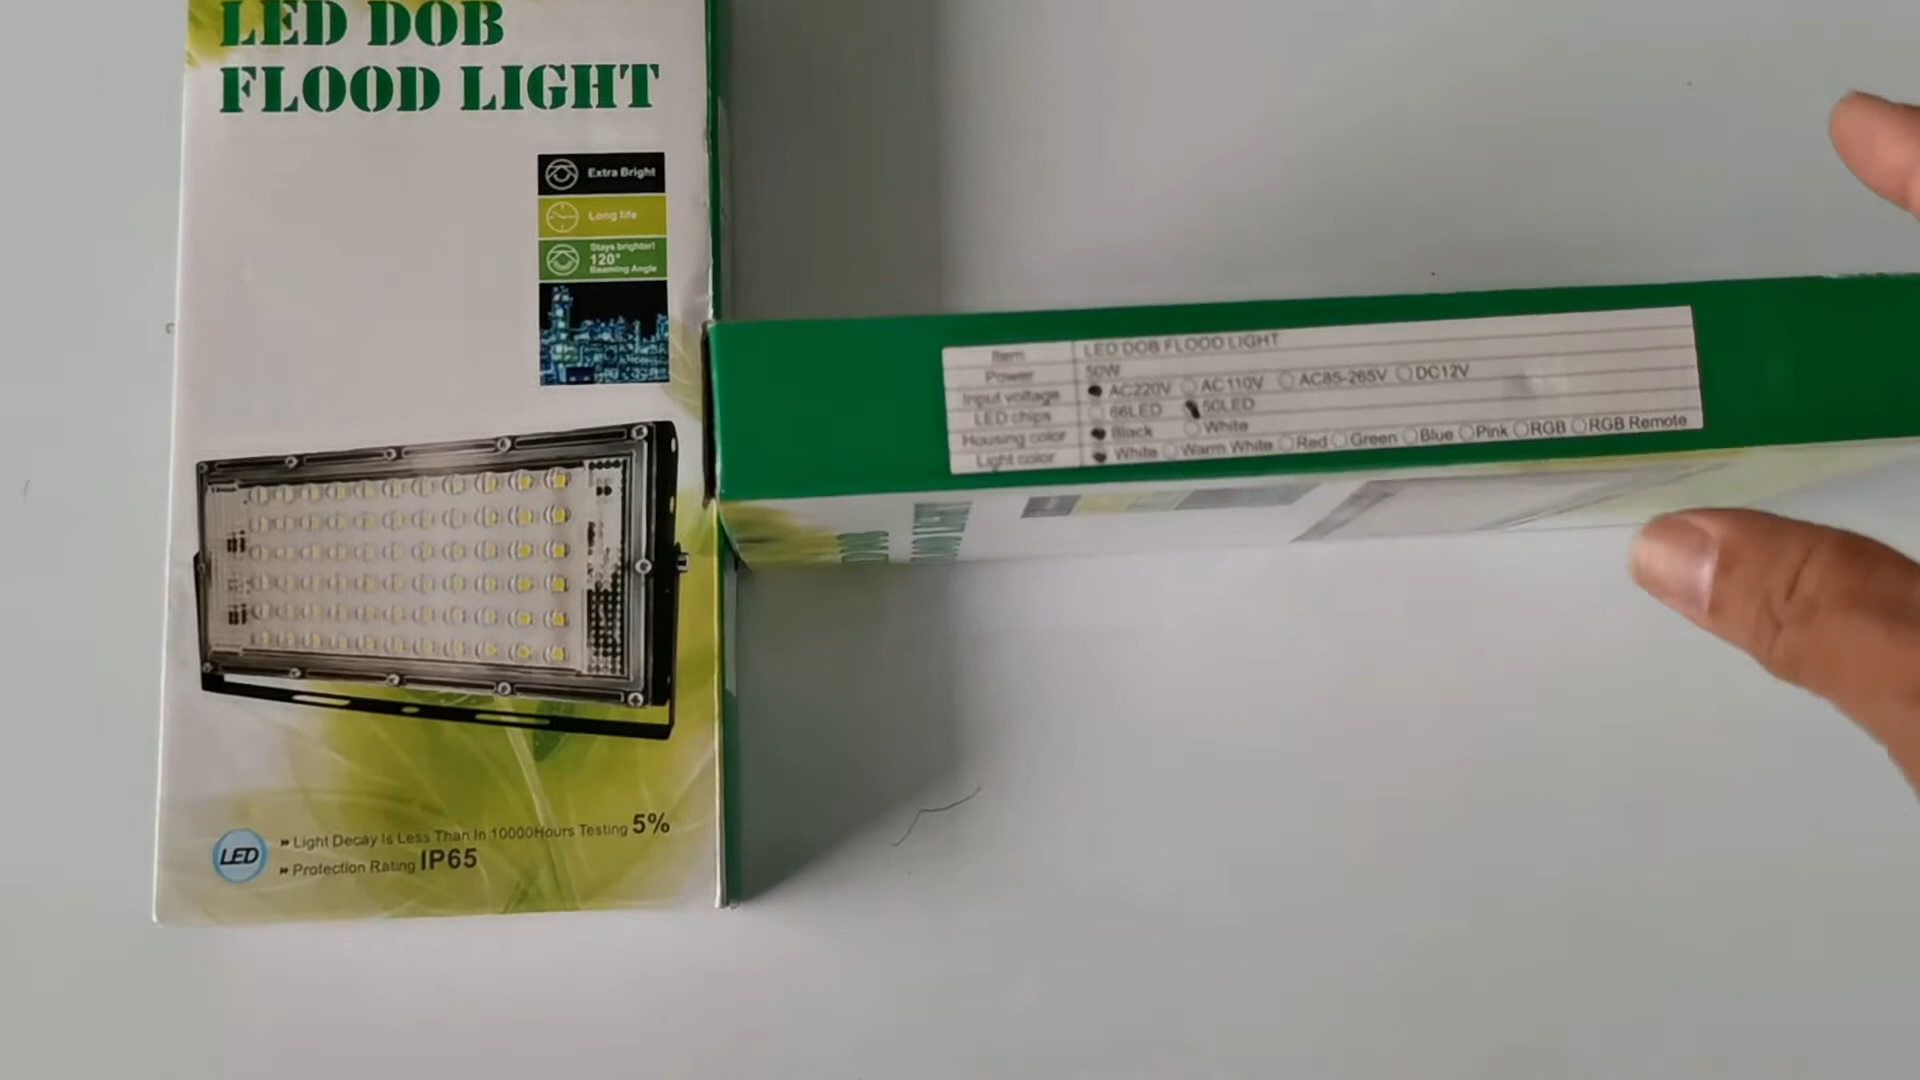 LED DOB
FLOOD LIGHT
Extra Bright
Long life
Stays brighter!
120°
Beaming Angle
LED
Light Decay Is Less Than In 10000Hours Testing 5%
Protection Rating IP65
Item LED DOB FLOOD LIGHT
Power 50W
Input voltage AC220V AC110V AC85-265V DC12V
LED chips 66LED 50LED
Housing color Black White
Light color White Warm White Red Green Blue Pink RGB RGB Remote